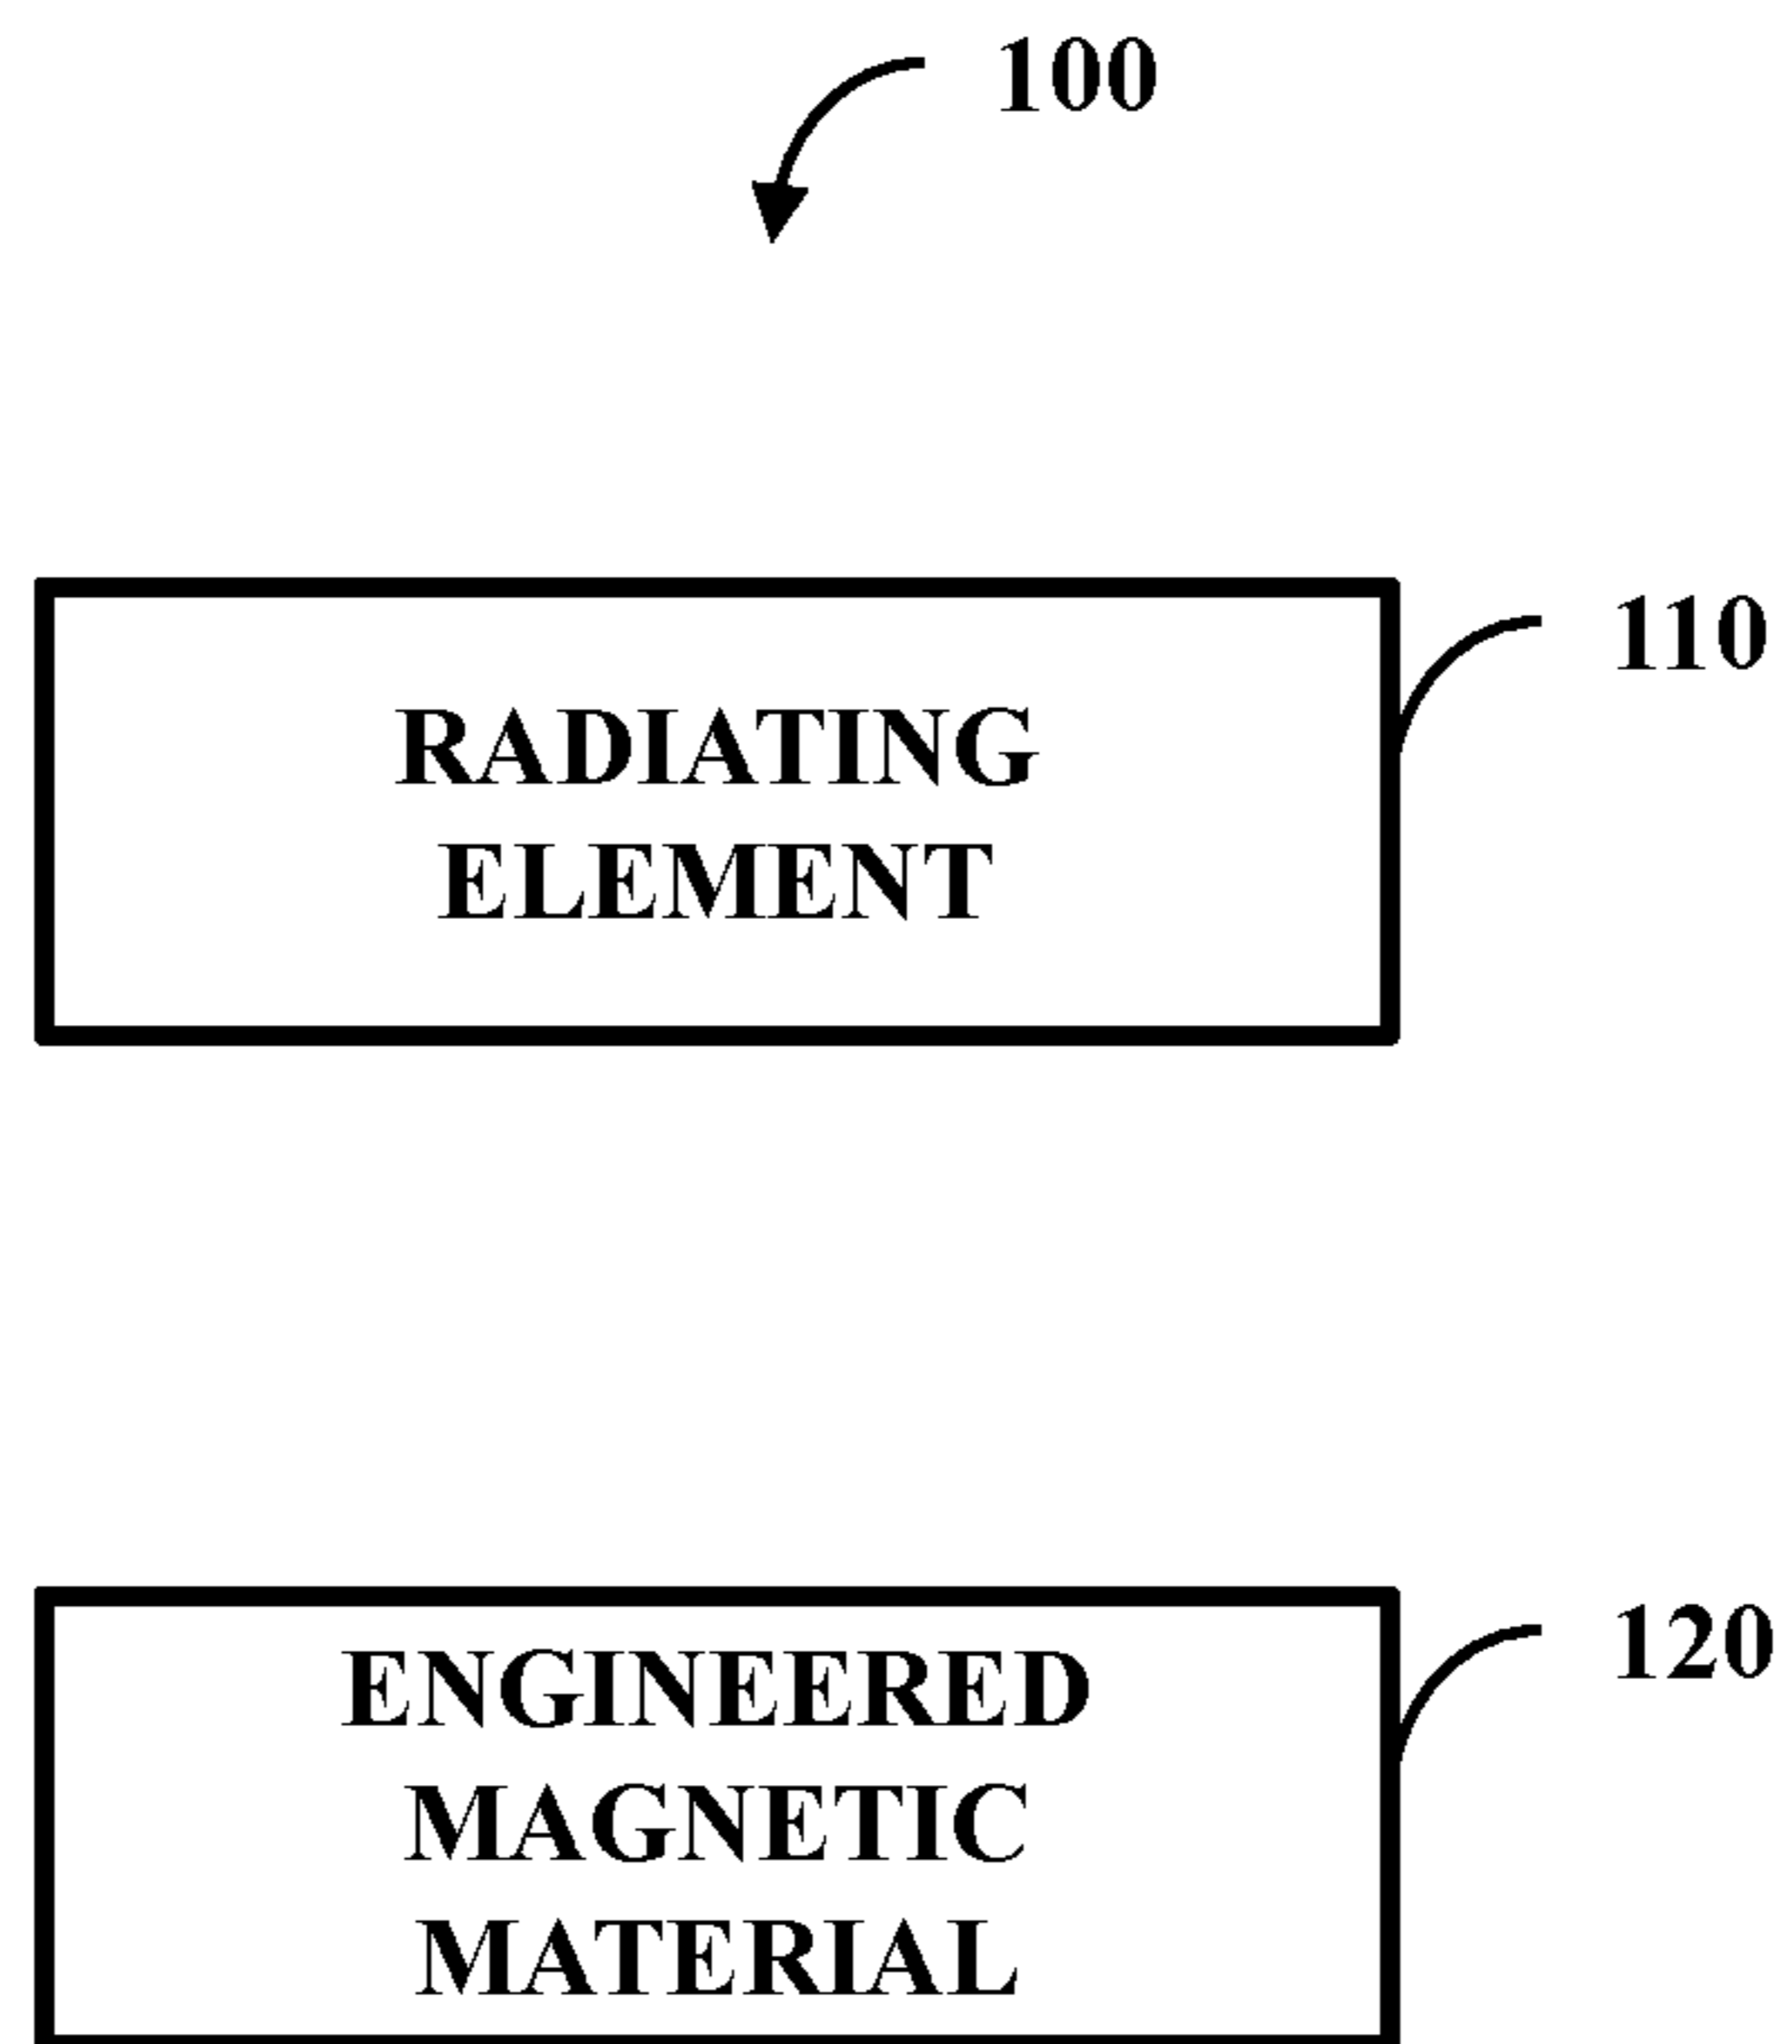 100
110
RADIATING
ELEMENT
120
ENGINEERED
MAGNETIC
MATERIAL